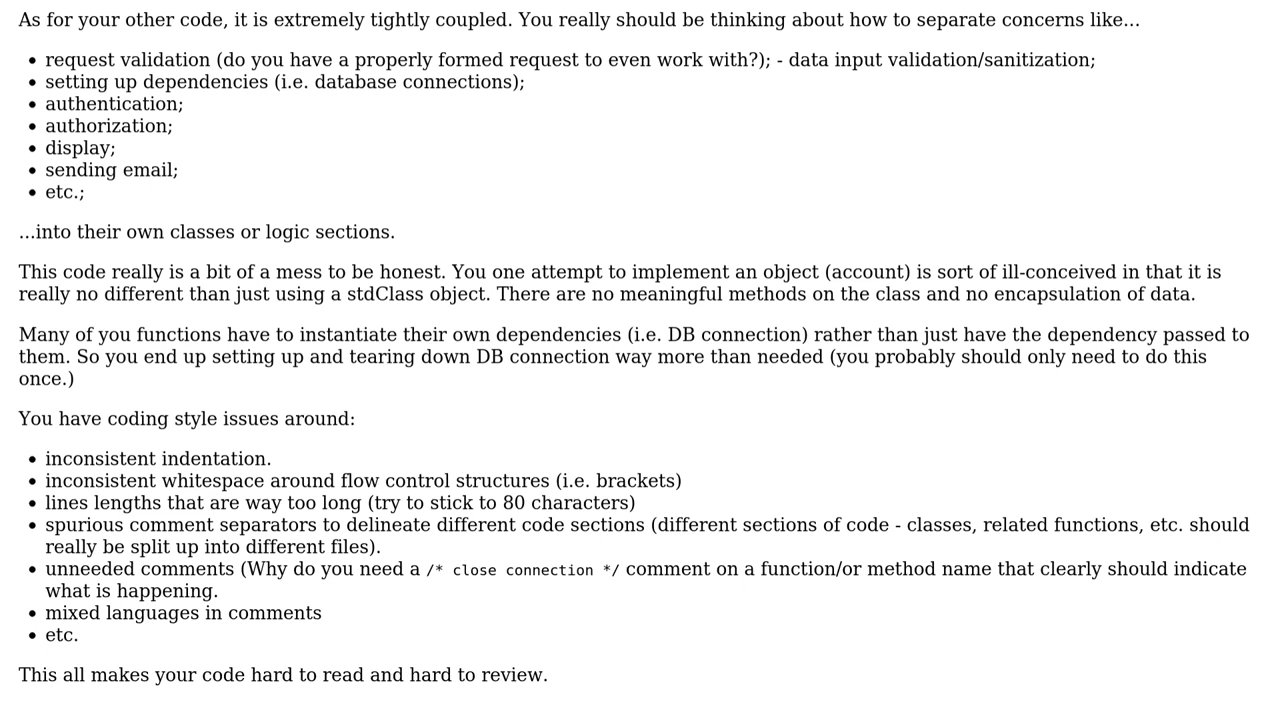 As for your other code, it is extremely tightly coupled. You really should be thinking about how to separate concerns like...
• request validation (do you have a properly formed request to even work with?); - data input validation/sanitization;
• setting up dependencies (i.e. database connections);
• authentication;
• authorization;
• display;
• sending email;
• etc.;
...into their own classes or logic sections.
This code really is a bit of a mess to be honest. You one attempt to implement an object (account) is sort of ill-conceived in that it is
really no different than just using a stdClass object. There are no meaningful methods on the class and no encapsulation of data.
Many of you functions have to instantiate their own dependencies (i.e. DB connection) rather than just have the dependency passed to
them. So you end up setting up and tearing down DB connection way more than needed (you probably should only need to do this
once.)
You have coding style issues around:
• inconsistent indentation.
• inconsistent whitespace around flow control structures (i.e. brackets)
• lines lengths that are way too long (try to stick to 80 characters)
• spurious comment separators to delineate different code sections (different sections of code - classes, related functions, etc. should
really be split up into different files).
• unneeded comments (Why do you need a /* close connection */ comment on a function/or method name that clearly should indicate
what is happening.
• mixed languages in comments
• etc.
This all makes your code hard to read and hard to review.